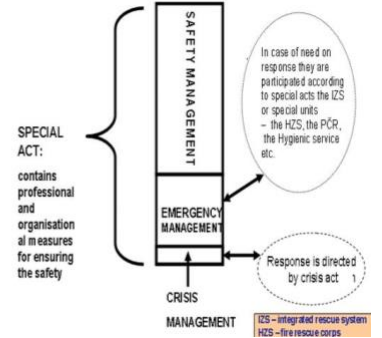 SPECIAL
ACT:
contains
professional
and
organisation
al measures
for ensuring
the safety
SAFETY MANAGEMENT
EMERGENCY
MANAGEMENT
CRISIS
MANAGEMENT
In case of need on
response they are
participated according
to special acts the IZS
or special units
– the HZS, the PČR,
the Hygienic service
etc.
Response is directed
by crisis act 1
IZS – integrated rescue system
HZS – fire rescue corps